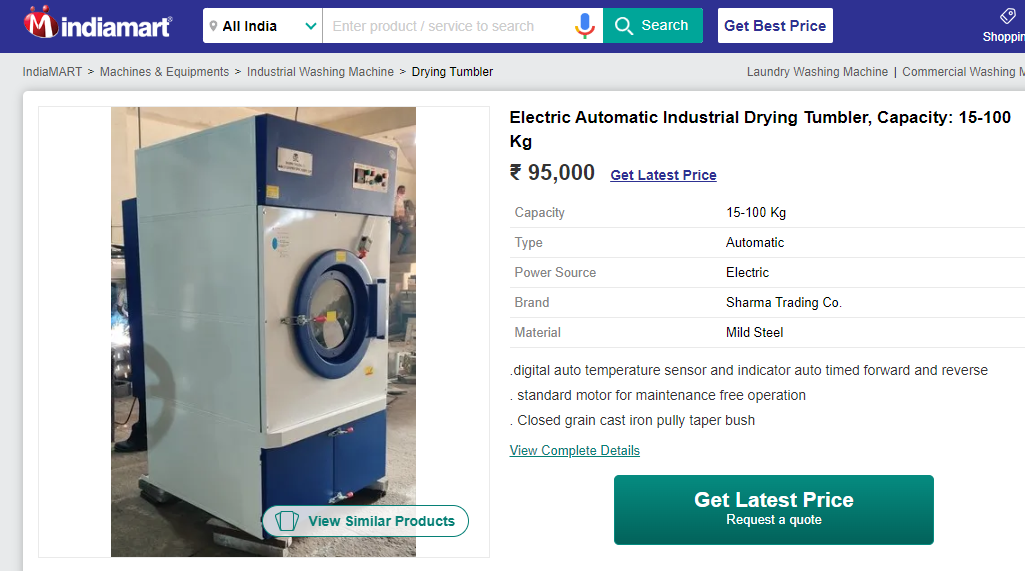 indiamart
All India
Enter product / service to search
Search
Get Best Price
Shoppin
IndiaMART > Machines & Equipments > Industrial Washing Machine > Drying Tumbler
Laundry Washing Machine | Commercial Washing M
Electric Automatic Industrial Drying Tumbler, Capacity: 15-100
Kg
₹ 95,000 Get Latest Price
Capacity 15-100 Kg
Type Automatic
Power Source Electric
Brand Sharma Trading Co.
Material Mild Steel
.digital auto temperature sensor and indicator auto timed forward and reverse
. standard motor for maintenance free operation
. Closed grain cast iron pully taper bush
View Complete Details
View Similar Products
Get Latest Price
Request a quote